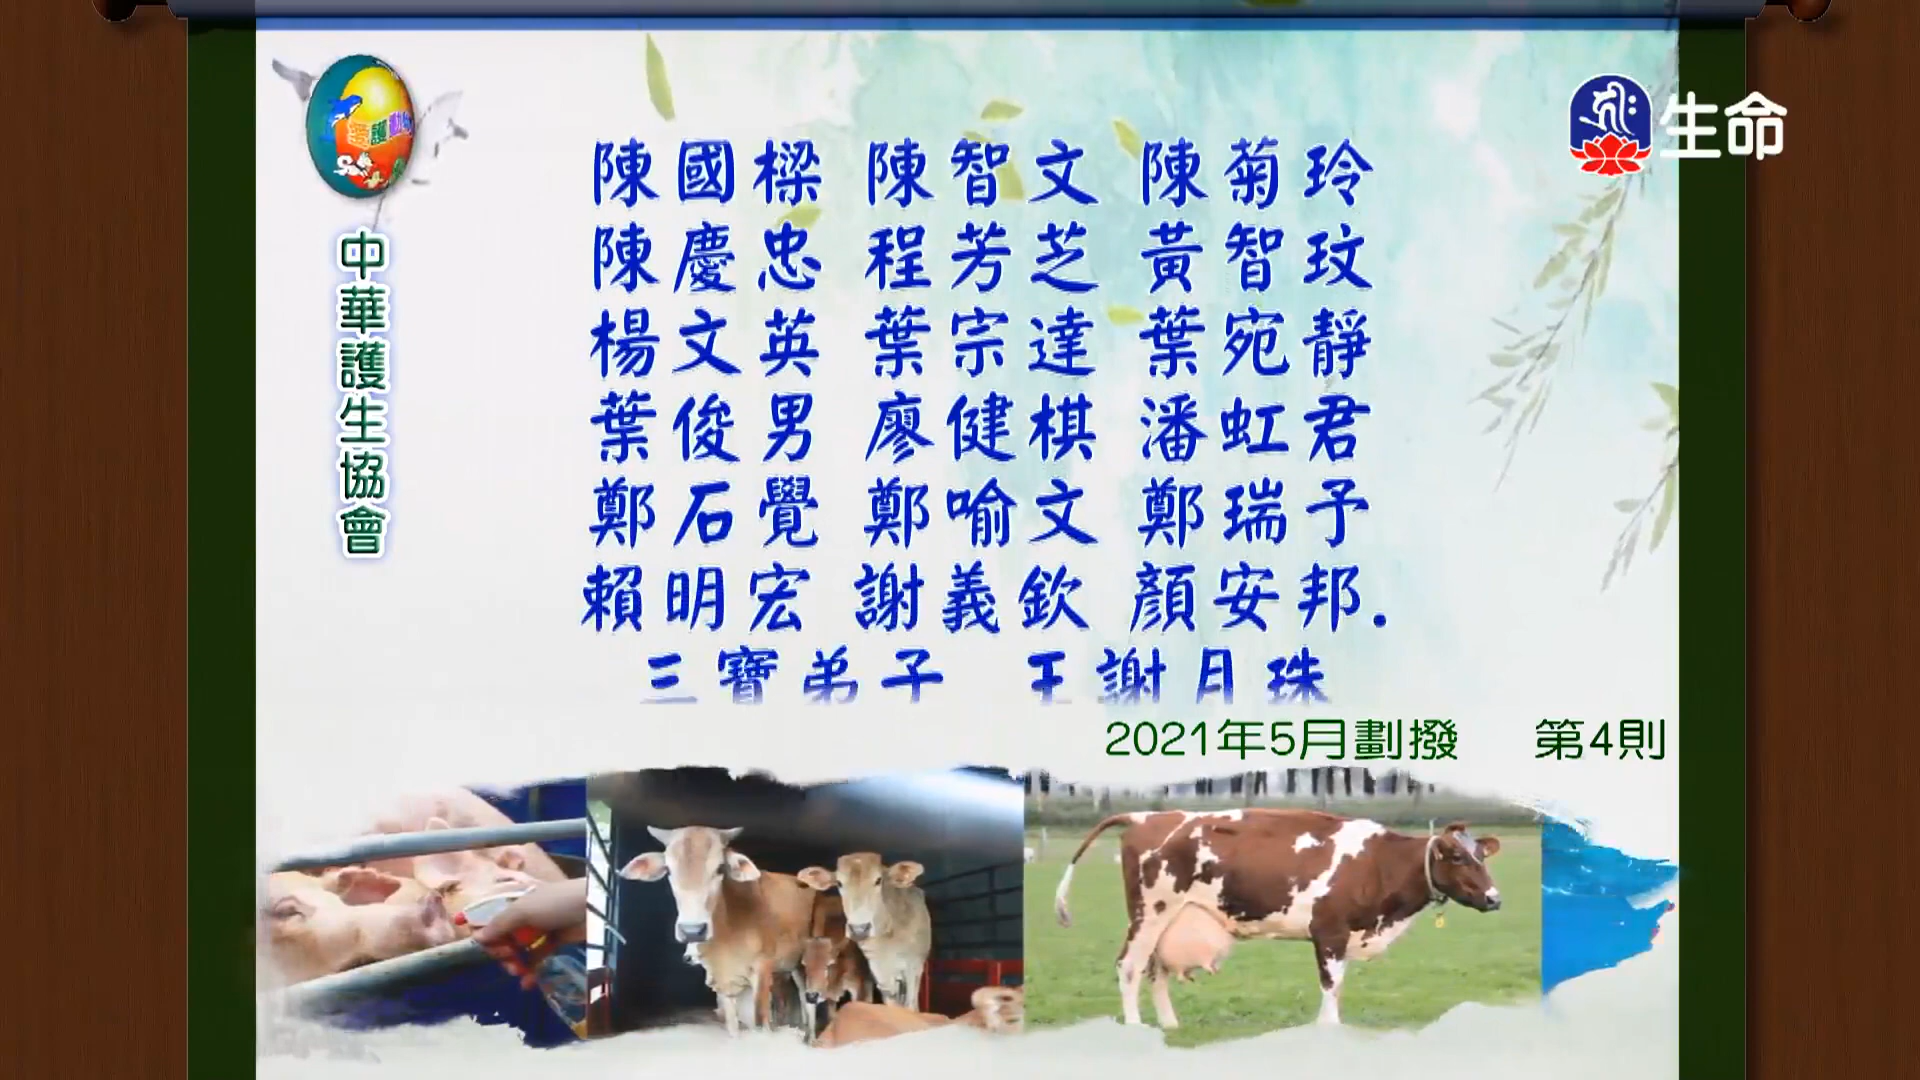 愛護動物
生命
中華護生協會
陳國樑 陳智文 陳菊玲
陳慶忠 程芳芝 黃智玟
楊文英 葉宗達 葉宛靜
葉俊男 廖健棋 潘虹君
鄭石覺 鄭喻文 鄭瑞予
賴明宏 謝義欽 顏安邦.
三寶弟子 王謝月珠
2021年5月劃撥 第4則